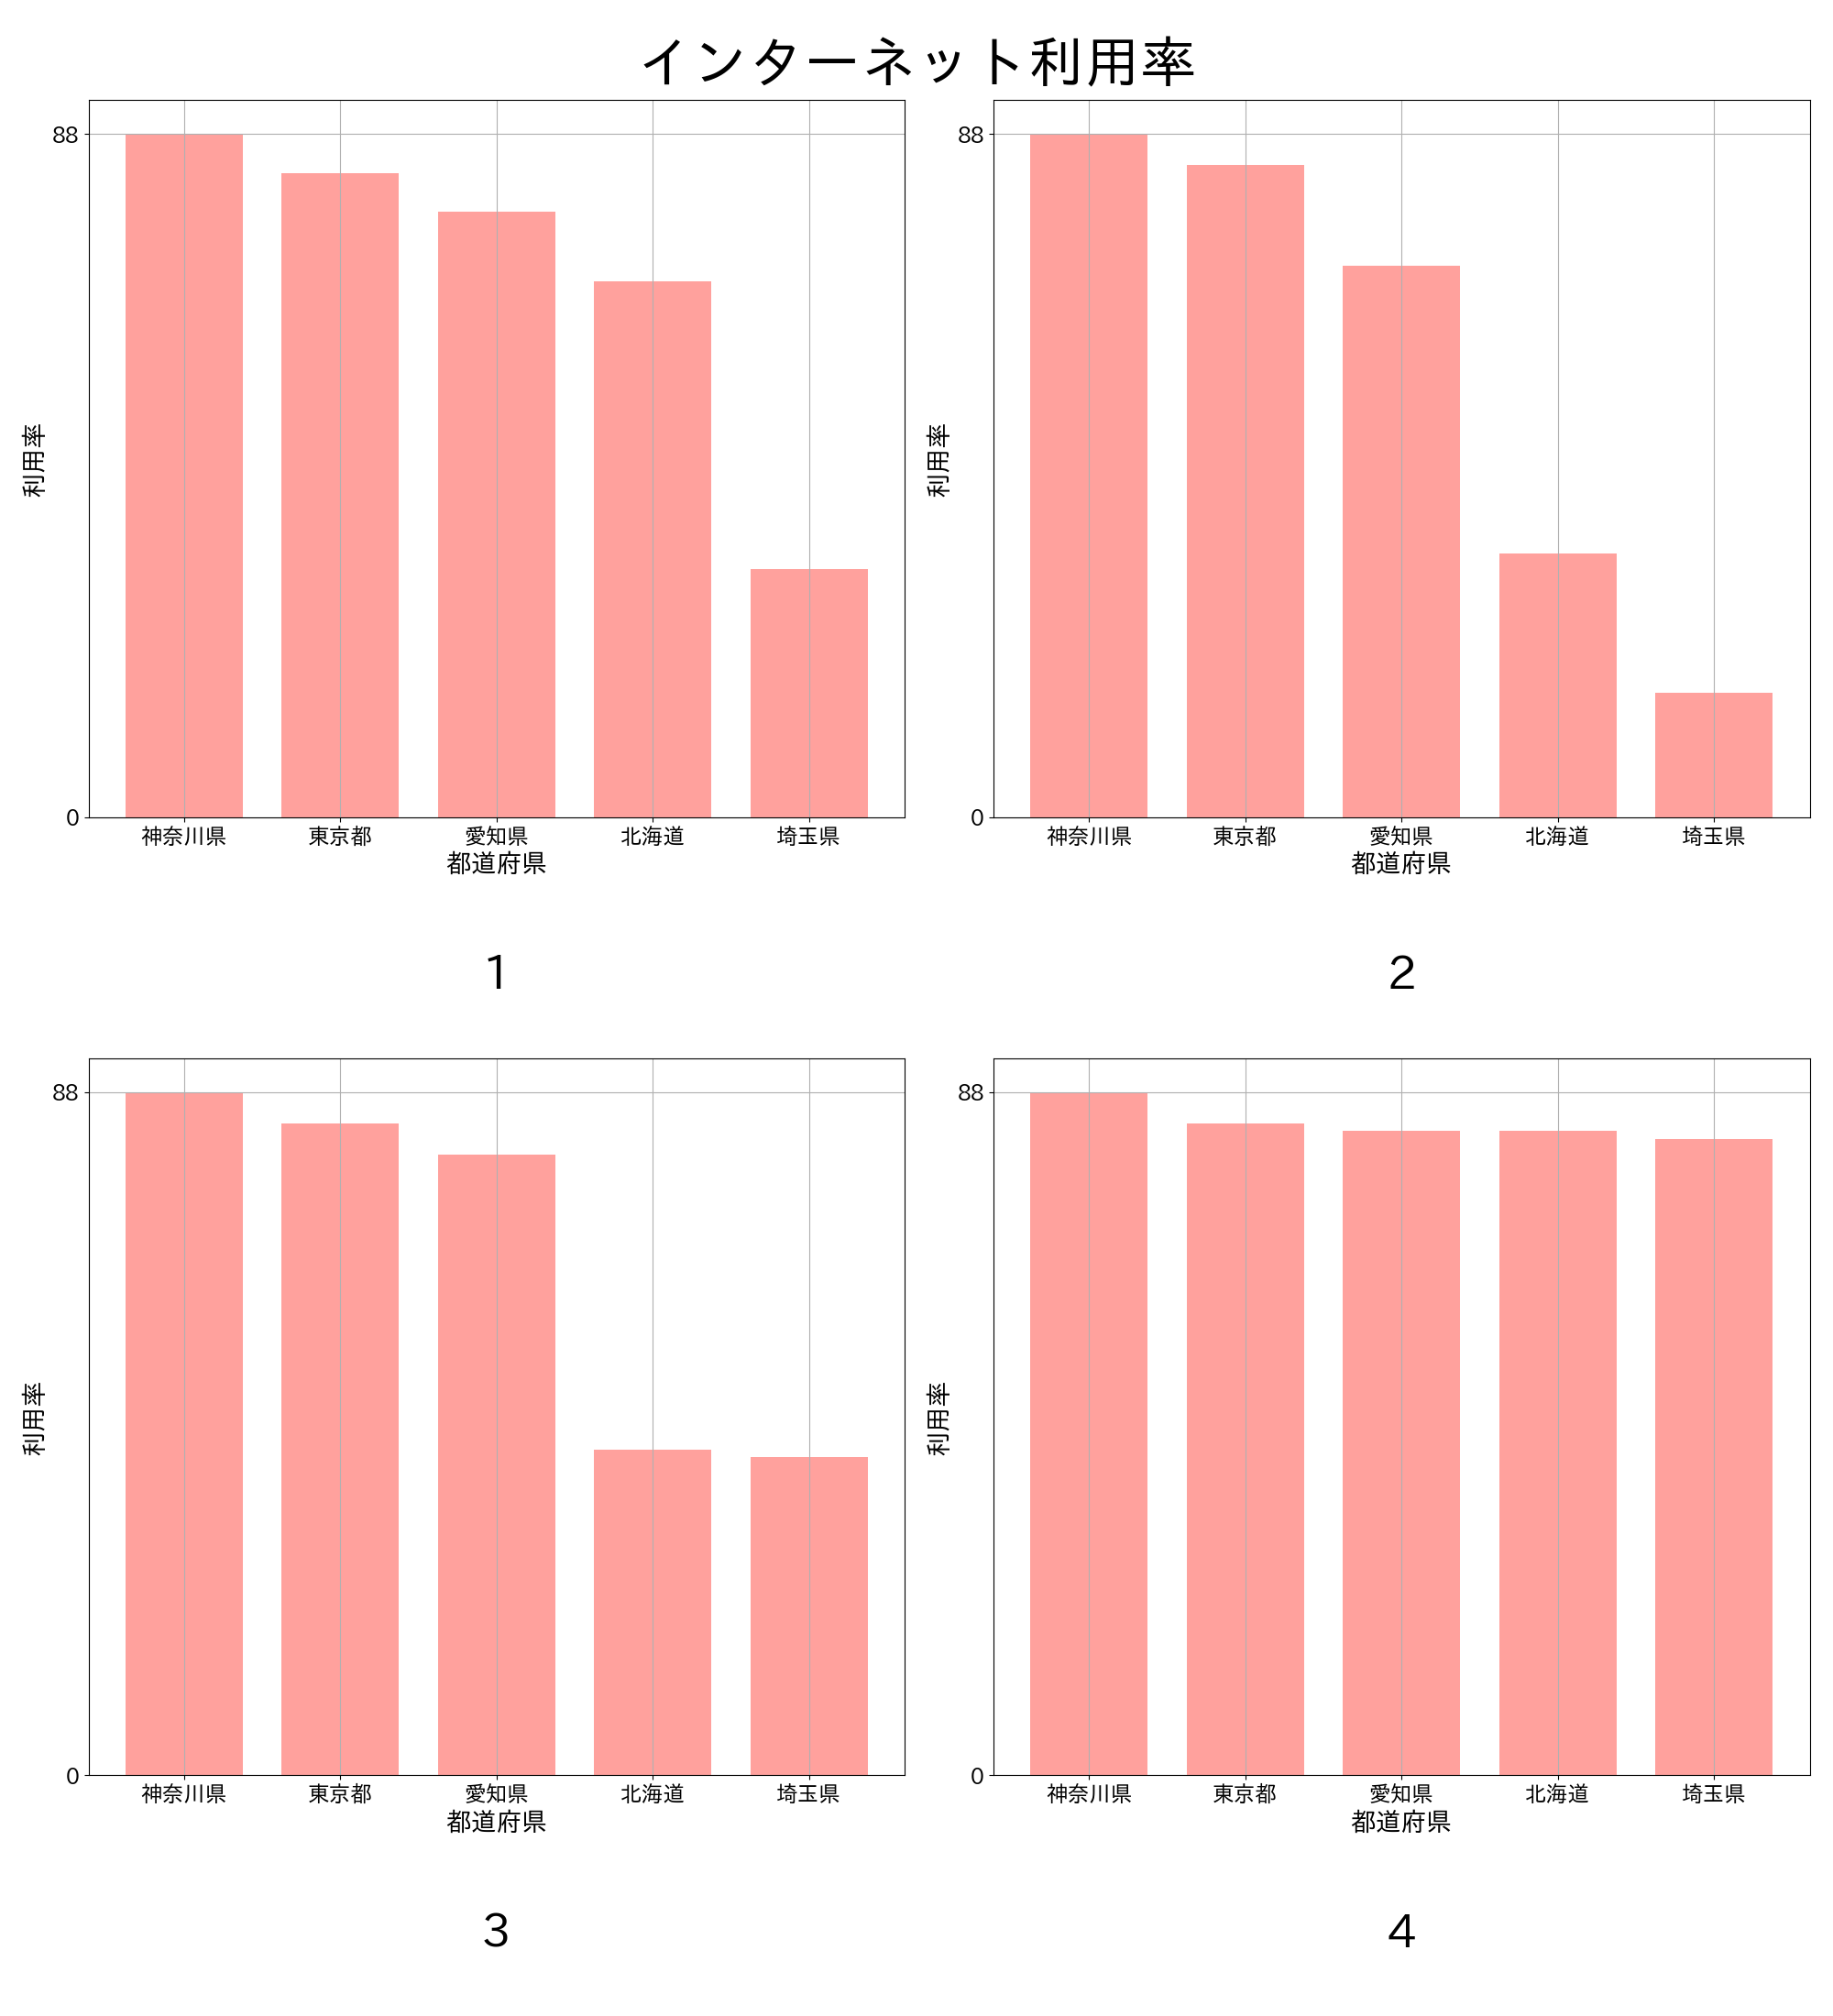 インターネット利用率
88
0
利用率
神奈川県 東京都 愛知県 北海道 埼玉県
都道府県
1
88
0
利用率
神奈川県 東京都 愛知県 北海道 埼玉県
都道府県
2
88
0
利用率
神奈川県 東京都 愛知県 北海道 埼玉県
都道府県
3
88
0
利用率
神奈川県 東京都 愛知県 北海道 埼玉県
都道府県
4